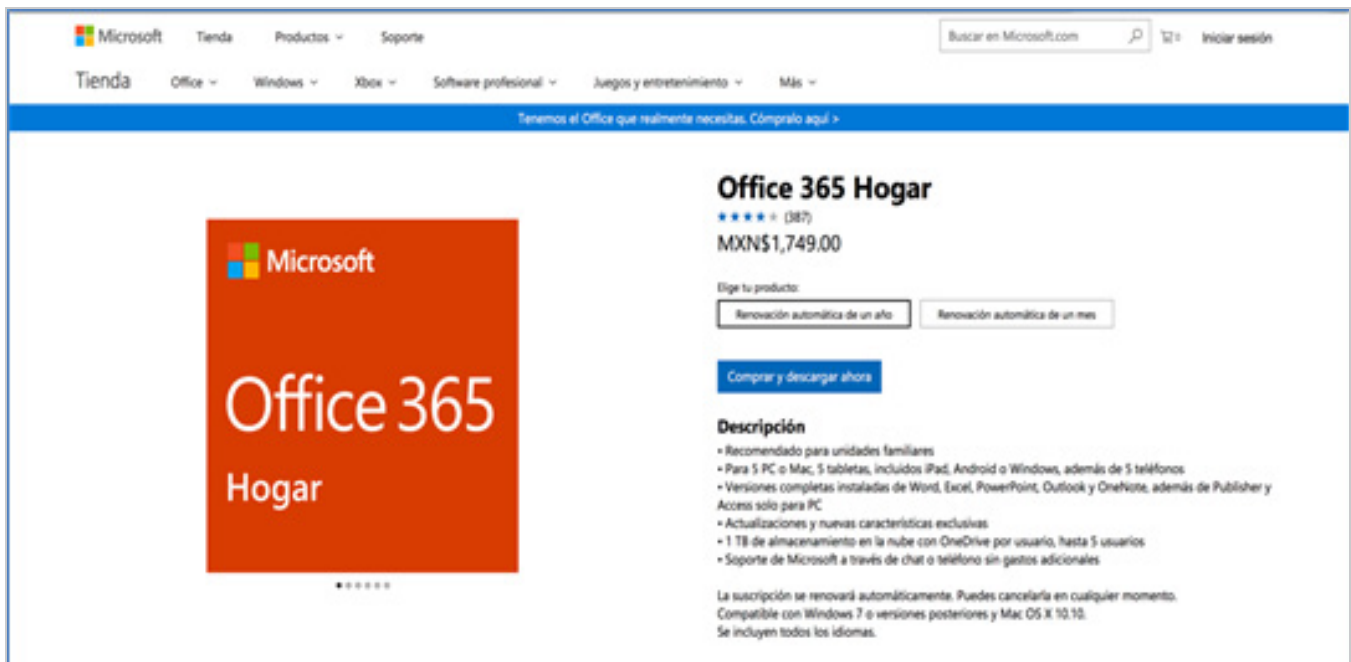 Microsoft Tienda Productos Soporte Buscar en Microsoft.com Iniciar sesión
Tienda Office Windows Xbox Software profesional Juegos y entretenimiento Más
Tenemos el Office que realmente necesitas. Cómpralo aquí >
Microsoft
Office 365
Hogar
Office 365 Hogar
(387)
MXN$1,749.00
Elige tu producto:
Renovación automática de un año Renovación automática de un mes
Comprar y descargar ahora
Descripción
• Recomendado para unidades familiares
• Para 5 PC o Mac, 5 tabletas, incluidos iPad, Android o Windows, además de 5 teléfonos
• Versiones completas instaladas de Word, Excel, PowerPoint, Outlook y OneNote, además de Publisher y
Access solo para PC
• Actualizaciones y nuevas características exclusivas
• 1 TB de almacenamiento en la nube con OneDrive por usuario, hasta 5 usuarios
• Soporte de Microsoft a través de chat o teléfono sin gastos adicionales
La suscripción se renovará automáticamente. Puedes cancelarla en cualquier momento.
Compatible con Windows 7 o versiones posteriores y Mac OS X 10.10.
Se incluyen todos los idiomas.